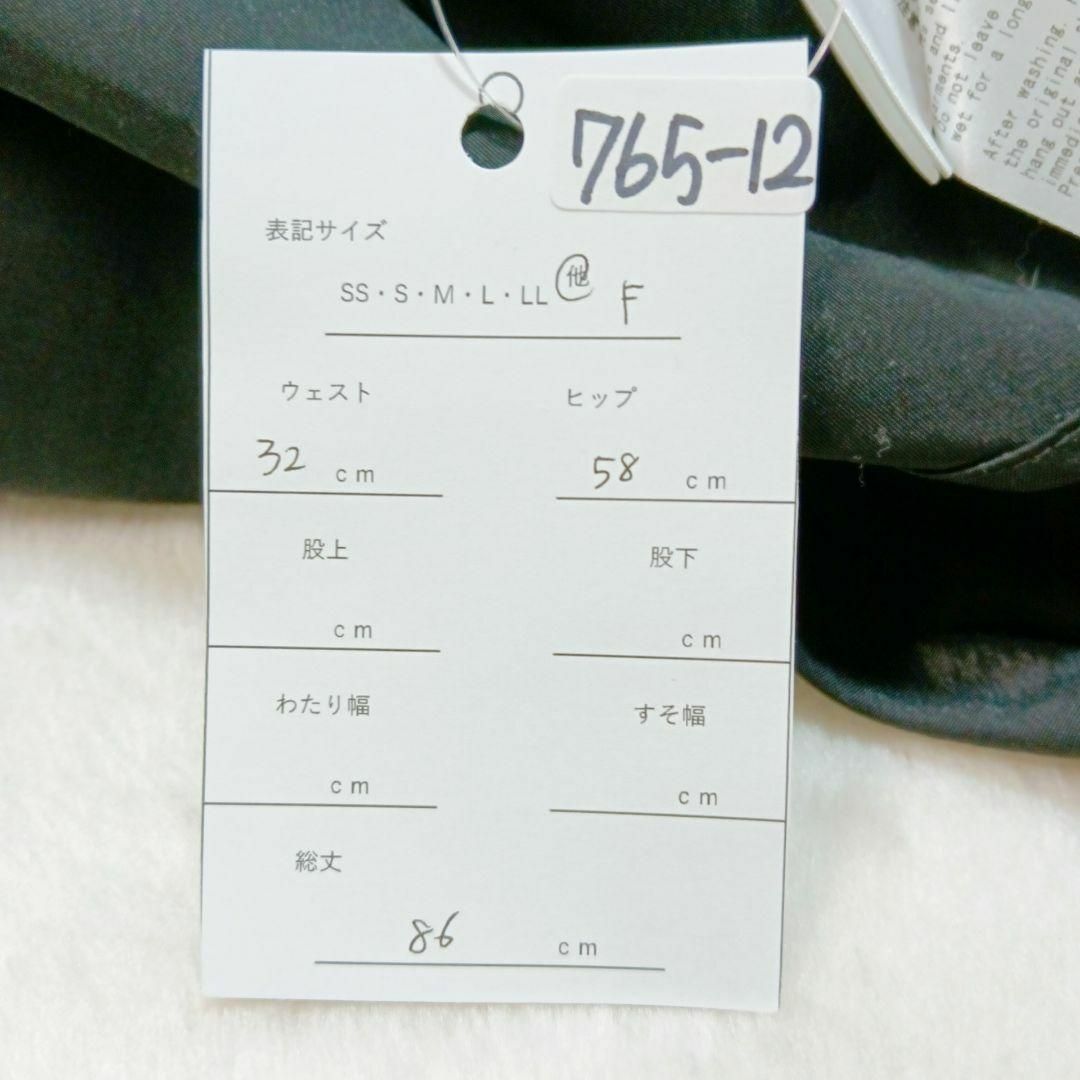 765-12
表記サイズ
SS・S・M・L・LL 他 F
ウェスト ヒップ
32 cm 58 cm
股上 股下
cm cm
わたり幅 すそ幅
cm cm
総丈
86 cm
Do not leave
wet for a long
After washing,
the original
hang out
immedi
Pre